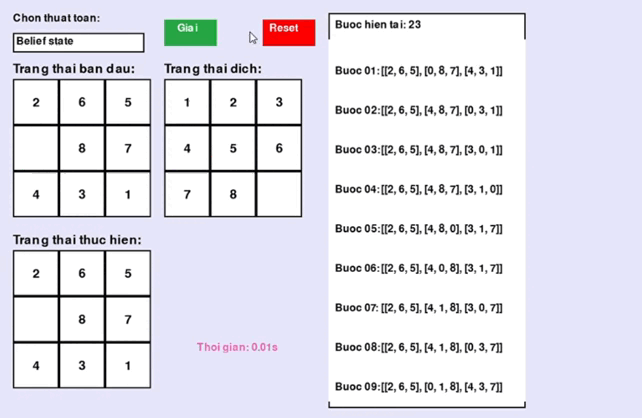 Chon thuat toan:
Giai
Reset
Belief state
Trang thai ban dau:
2 6 5
8 7
4 3 1
Trang thai dich:
1 2 3
4 5 6
7 8
Trang thai thuc hien:
2 6 5
8 7
4 3 1
Thoi gian: 0.01s
Buoc hien tai: 23
Buoc 01:[[2, 6, 5], [0, 8, 7], [4, 3, 1]]
Buoc 02:[[2, 6, 5], [4, 8, 7], [0, 3, 1]]
Buoc 03:[[2, 6, 5], [4, 8, 7], [3, 0, 1]]
Buoc 04:[[2, 6, 5], [4, 8, 7], [3, 1, 0]]
Buoc 05:[[2, 6, 5], [4, 8, 0], [3, 1, 7]]
Buoc 06:[[2, 6, 5], [4, 0, 8], [3, 1, 7]]
Buoc 07: [[2, 6, 5], [4, 1, 8], [3, 0, 7]]
Buoc 08:[[2, 6, 5], [4, 1, 8], [0, 3, 7]]
Buoc 09:[[2, 6, 5], [0, 1, 8], [4, 3, 7]]